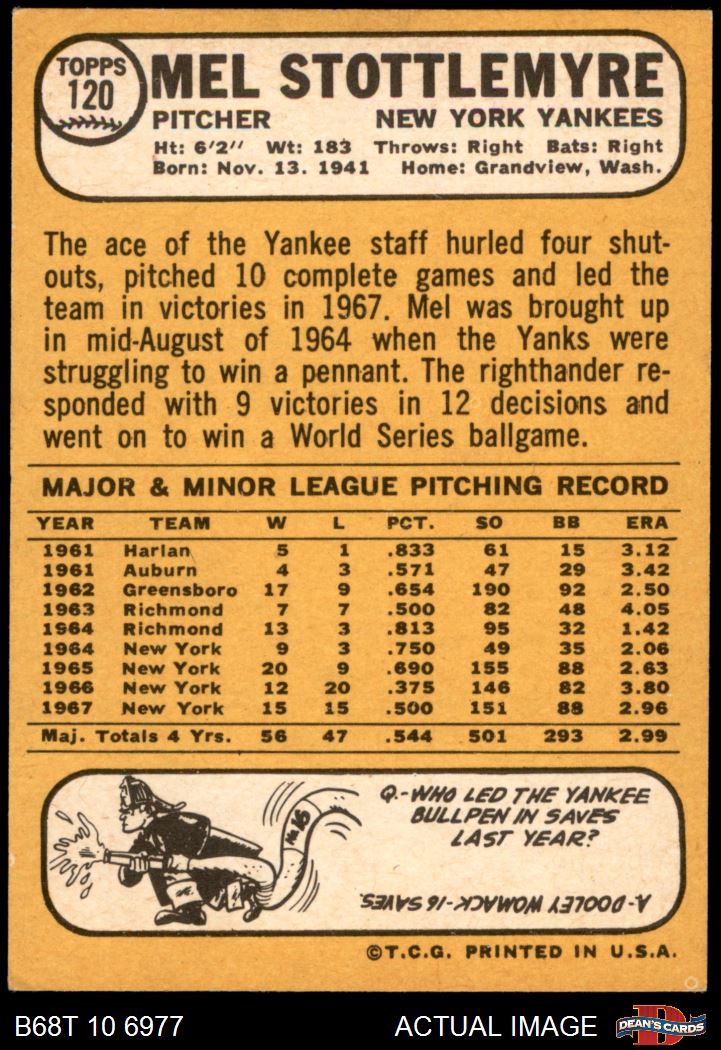 TOPPS
120
MEL STOTTLEMYRE
PITCHER NEW YORK YANKEES
Ht: 6'2" Wt: 183 Throws: Right Bats: Right
Born: Nov. 13. 1941 Home: Grandview, Wash.
The ace of the Yankee staff hurled four shut-
outs, pitched 10 complete games and led the
team in victories in 1967. Mel was brought up
in mid-August of 1964 when the Yanks were
struggling to win a pennant. The righthander re-
sponded with 9 victories in 12 decisions and
went on to win a World Series ballgame.
MAJOR & MINOR LEAGUE PITCHING RECORD
YEAR TEAM W L PCT. SO BB ERA
1961 Harlan 5 1 .833 61 15 3.12
1961 Auburn 4 3 .571 47 29 3.42
1962 Greensboro 17 9 .654 190 92 2.50
1963 Richmond 7 7 .500 82 48 4.05
1964 Richmond 13 3 .813 95 32 1.42
1964 New York 9 3 .750 49 35 2.06
1965 New York 20 9 .690 155 88 2.63
1966 New York 12 20 .375 146 82 3.80
1967 New York 15 15 .500 151 88 2.96
Maj. Totals 4 Yrs. 56 47 .544 501 293 2.99
Q.-WHO LED THE YANKEE
BULLPEN IN SAVES
LAST YEAR?
No. 16
A-DOOLEY WOMACK-16 SAVES.
©T.C.G. PRINTED IN U.S.A.
B68T 10 6977 ACTUAL IMAGE
D
DEAN'S CARDS